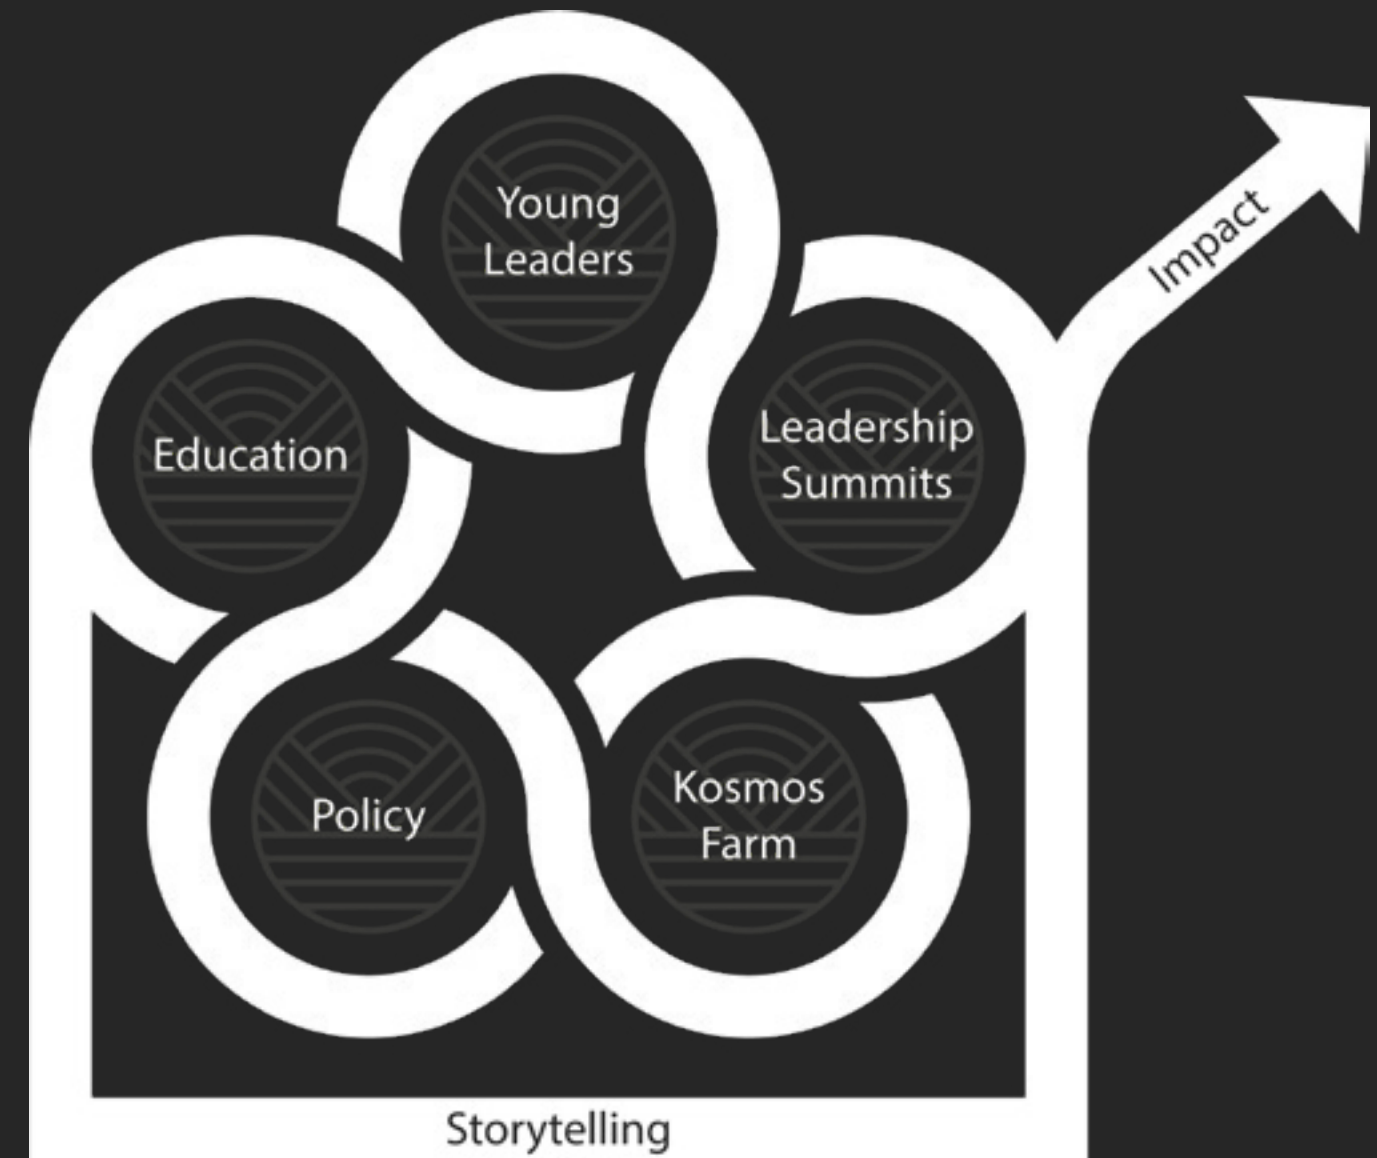 Young
Leaders
Impact
Education
Leadership
Summits
Policy
Kosmos
Farm
Storytelling